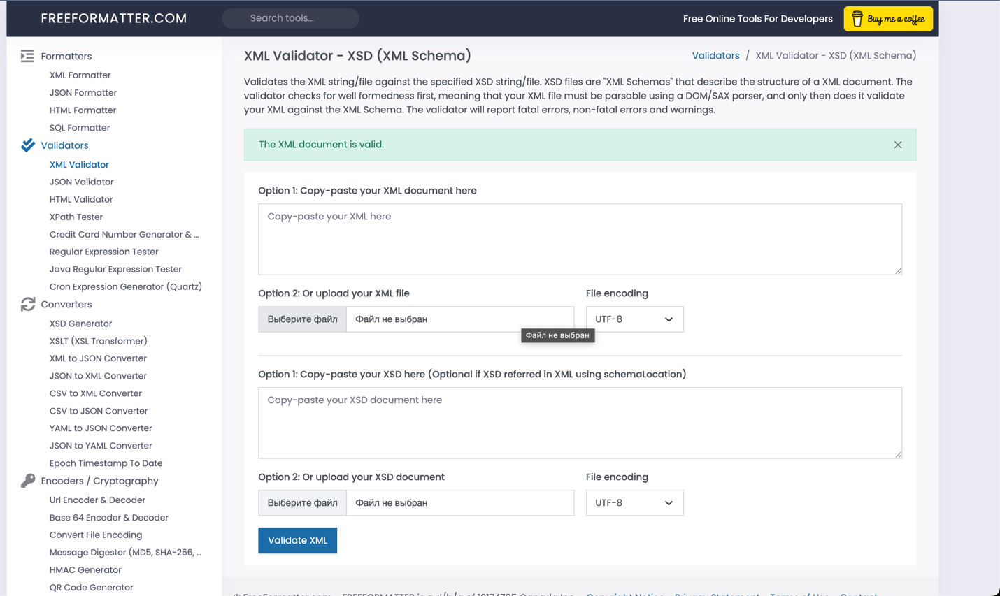 FREEFORMATTER.COM
Search tools...
Free Online Tools For Developers
Buy me a coffee
Formatters
XML Formatter
JSON Formatter
HTML Formatter
SQL Formatter
Validators
XML Validator
JSON Validator
HTML Validator
XPath Tester
Credit Card Number Generator & ...
Regular Expression Tester
Java Regular Expression Tester
Cron Expression Generator (Quartz)
Converters
XSD Generator
XSLT (XSL Transformer)
XML to JSON Converter
JSON to XML Converter
CSV to XML Converter
CSV to JSON Converter
YAML to JSON Converter
JSON to YAML Converter
Epoch Timestamp To Date
Encoders / Cryptography
Url Encoder & Decoder
Base 64 Encoder & Decoder
Convert File Encoding
Message Digester (MD5, SHA-256, ...
HMAC Generator
QR Code Generator
XML Validator - XSD (XML Schema)
Validators / XML Validator - XSD (XML Schema)
Validates the XML string/file against the specified XSD string/file. XSD files are "XML Schemas" that describe the structure of a XML document. The
validator checks for well formedness first, meaning that your XML file must be parsable using a DOM/SAX parser, and only then does it validate
your XML against the XML Schema. The validator will report fatal errors, non-fatal errors and warnings.
The XML document is valid.
Option 1: Copy-paste your XML document here
Copy-paste your XML here
Option 2: Or upload your XML file
File encoding
Выберите файл Файл не выбран
UTF-8
Файл не выбран
Option 1: Copy-paste your XSD here (Optional if XSD referred in XML using schemaLocation)
Copy-paste your XSD document here
Option 2: Or upload your XSD document
File encoding
Выберите файл Файл не выбран
UTF-8
Validate XML